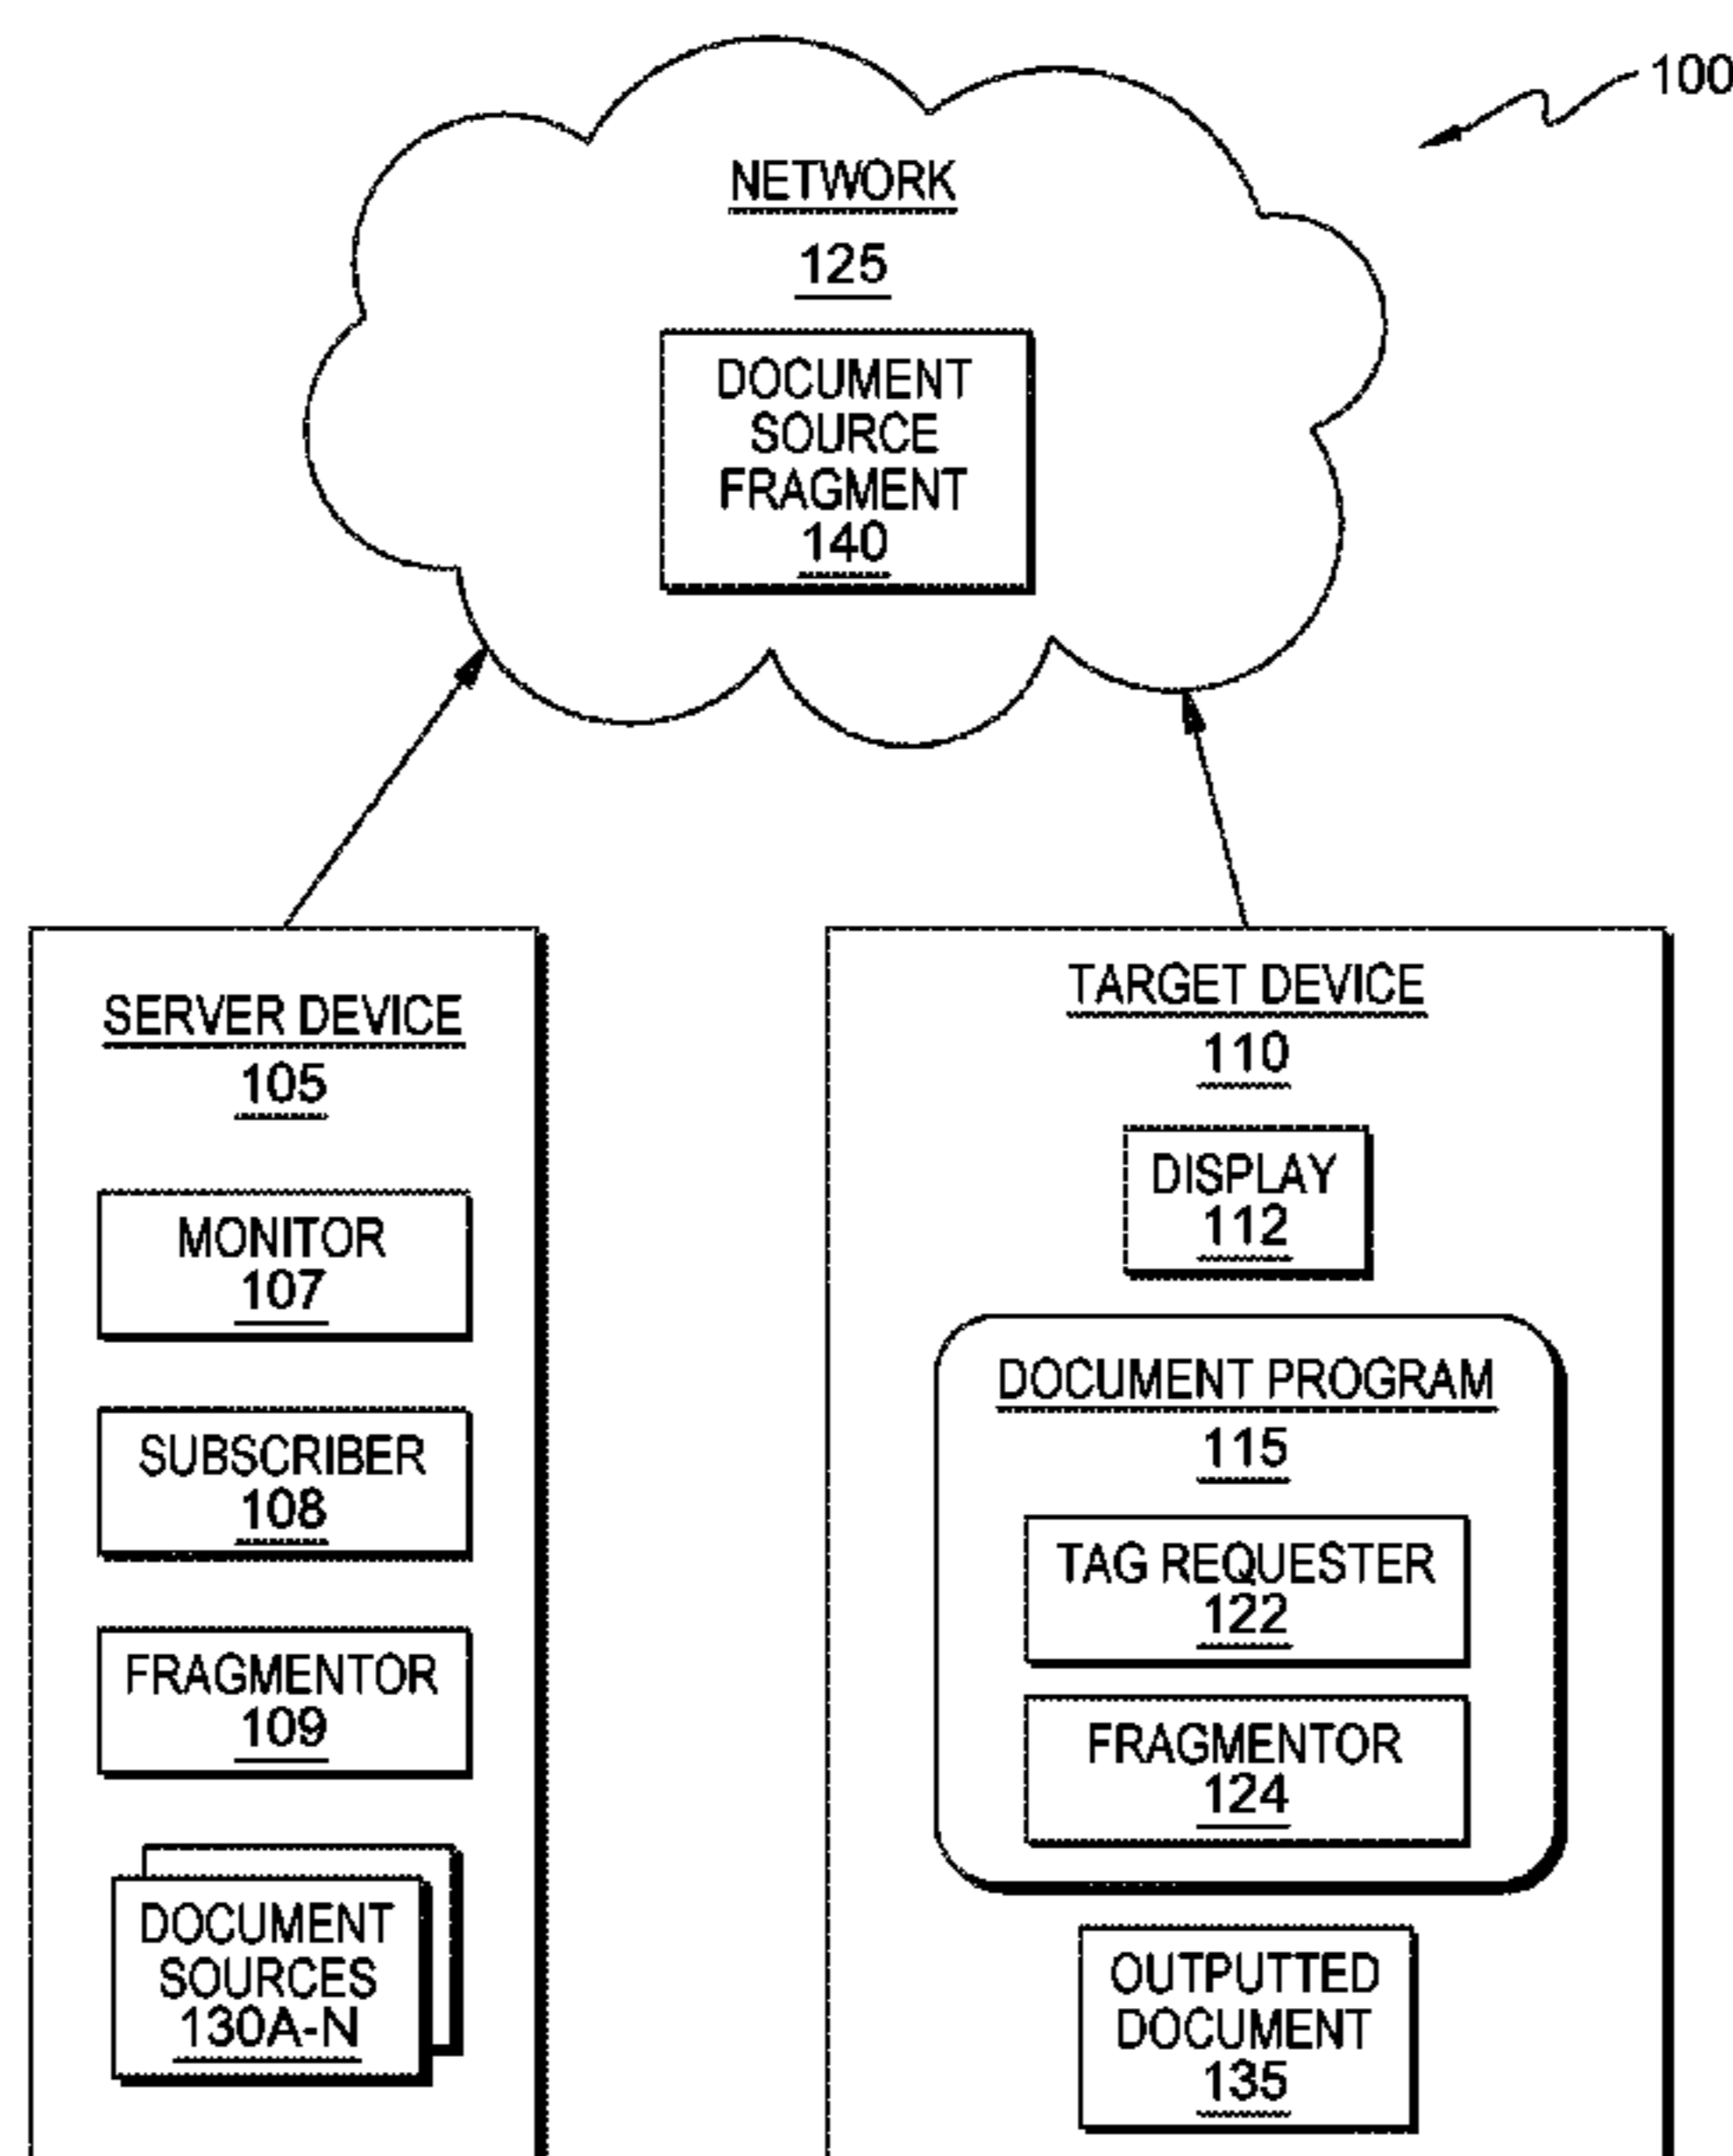 100
NETWORK
125
DOCUMENT
SOURCE
FRAGMENT
140
SERVER DEVICE
105
MONITOR
107
SUBSCRIBER
108
FRAGMENTOR
109
DOCUMENT
SOURCES
130A-N
TARGET DEVICE
110
DISPLAY
112
DOCUMENT PROGRAM
115
TAG REQUESTER
122
FRAGMENTOR
124
OUTPUTTED
DOCUMENT
135